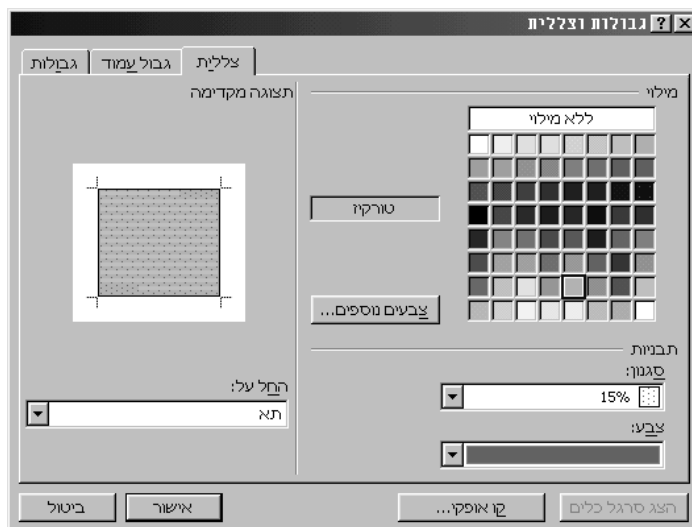 גבולות וצללית
גבולות
גבול עמוד
צללית
מילוי
ללא מילוי
טורקיז
צבעים נוספים...
תבניות
סגנון:
15%
צבע:
תצוגה מקדימה
החל על:
תא
הצג סרגל כלים
קו אופקי...
אישור
ביטול